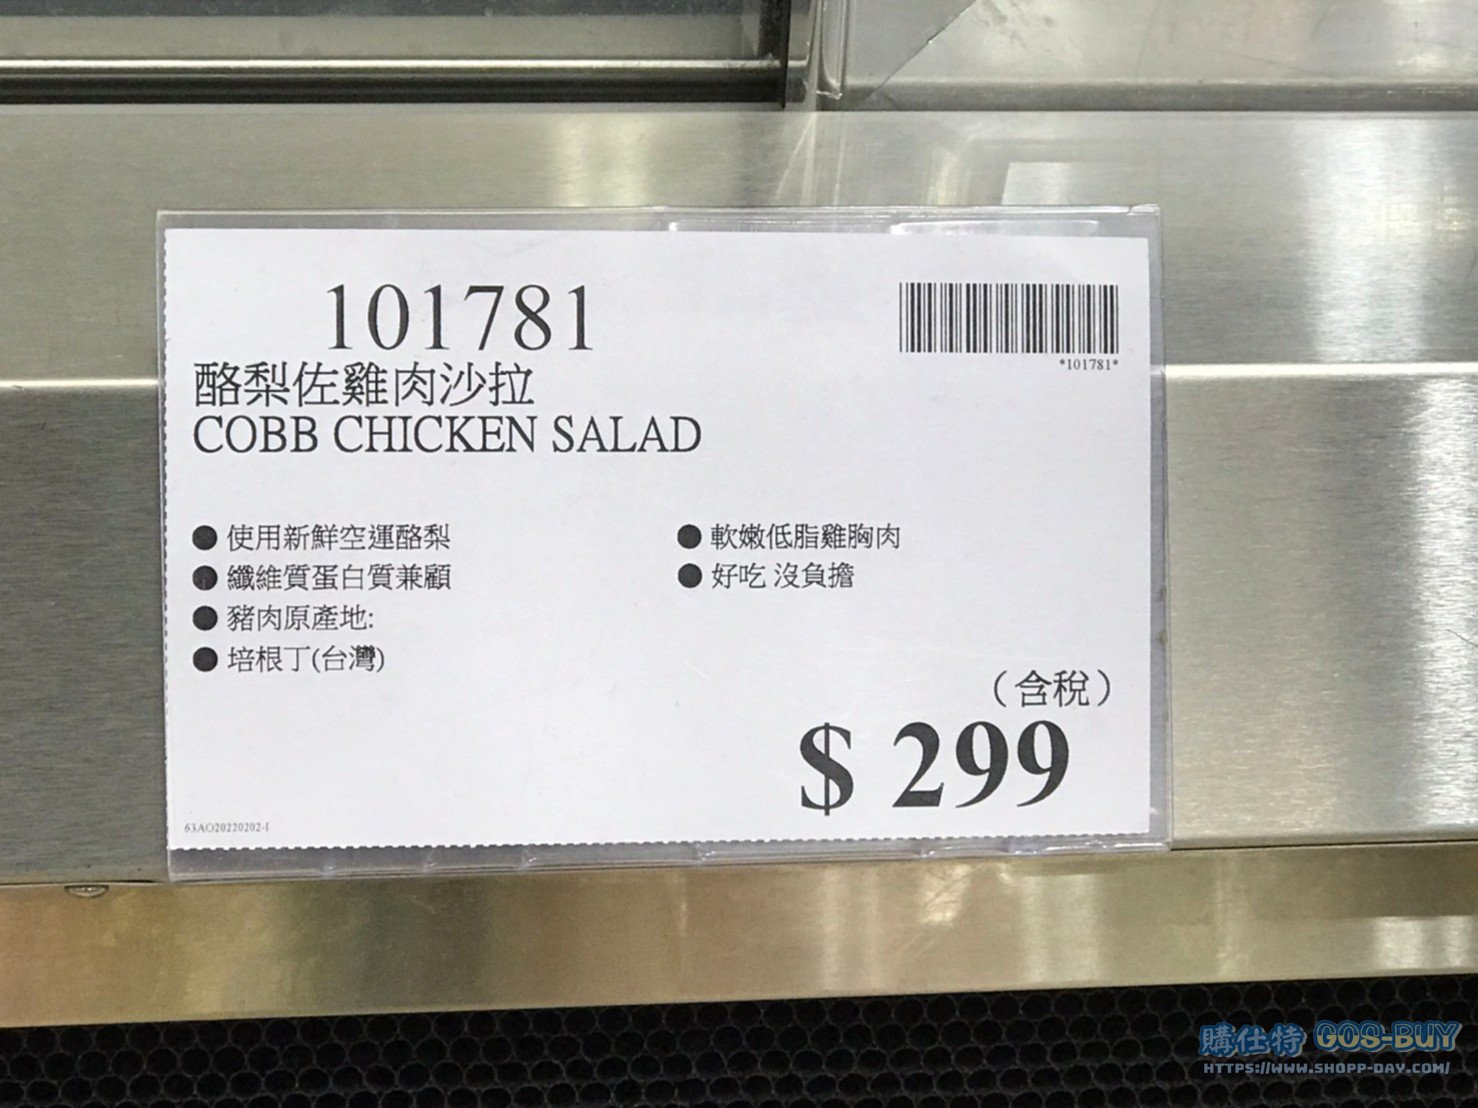 101781
*101781*
酪梨佐雞肉沙拉
COBB CHICKEN SALAD
● 使用新鮮空運酪梨
● 纖維質蛋白質兼顧
● 豬肉原產地:
● 培根丁(台灣)
● 軟嫩低脂雞胸肉
● 好吃 沒負擔
（含稅）
$ 299
63AO20220202-1
購仕特 GOS-BUY
HTTPS://WWW.SHOPP-DAY.COM/